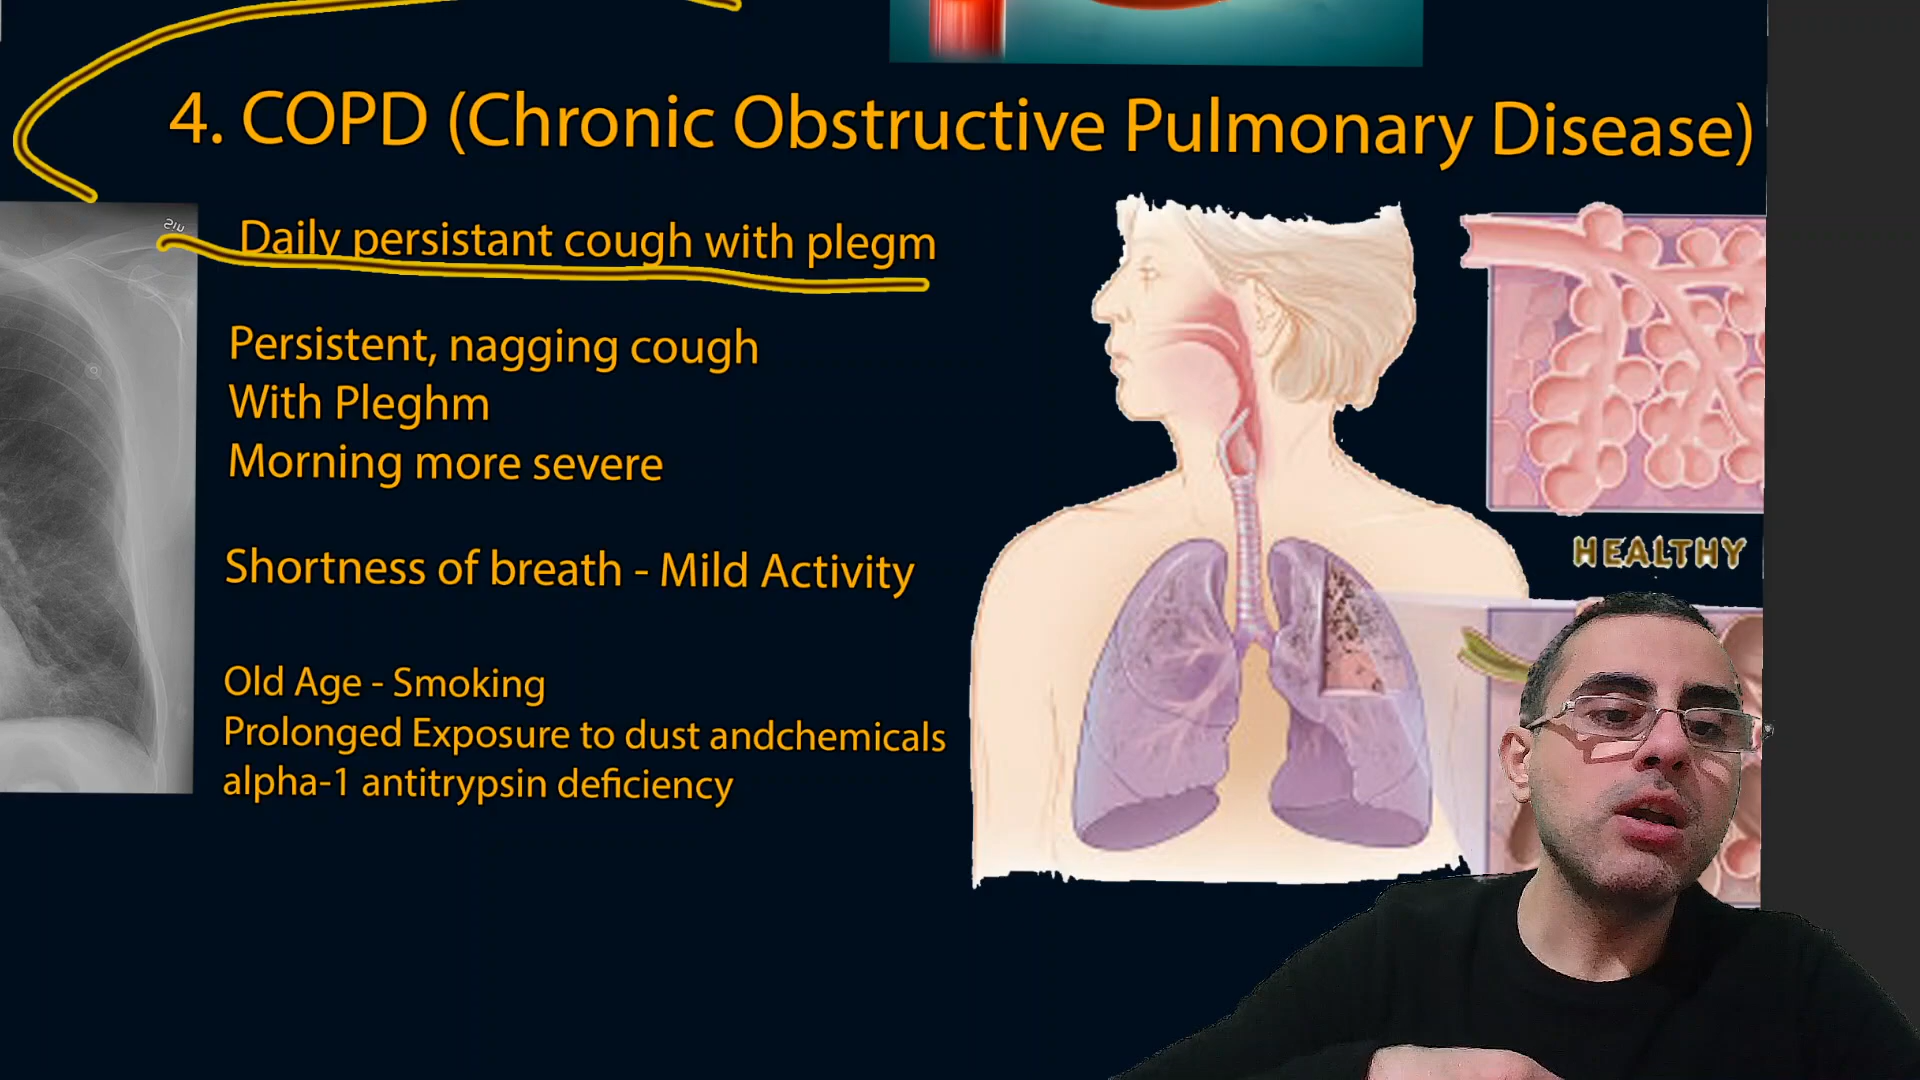 4. COPD (Chronic Obstructive Pulmonary Disease)
Daily persistant cough with plegm
Persistent, nagging cough
With Pleghm
Morning more severe
Shortness of breath - Mild Activity
Old Age - Smoking
Prolonged Exposure to dust andchemicals
alpha-1 antitrypsin deficiency
HEALTHY